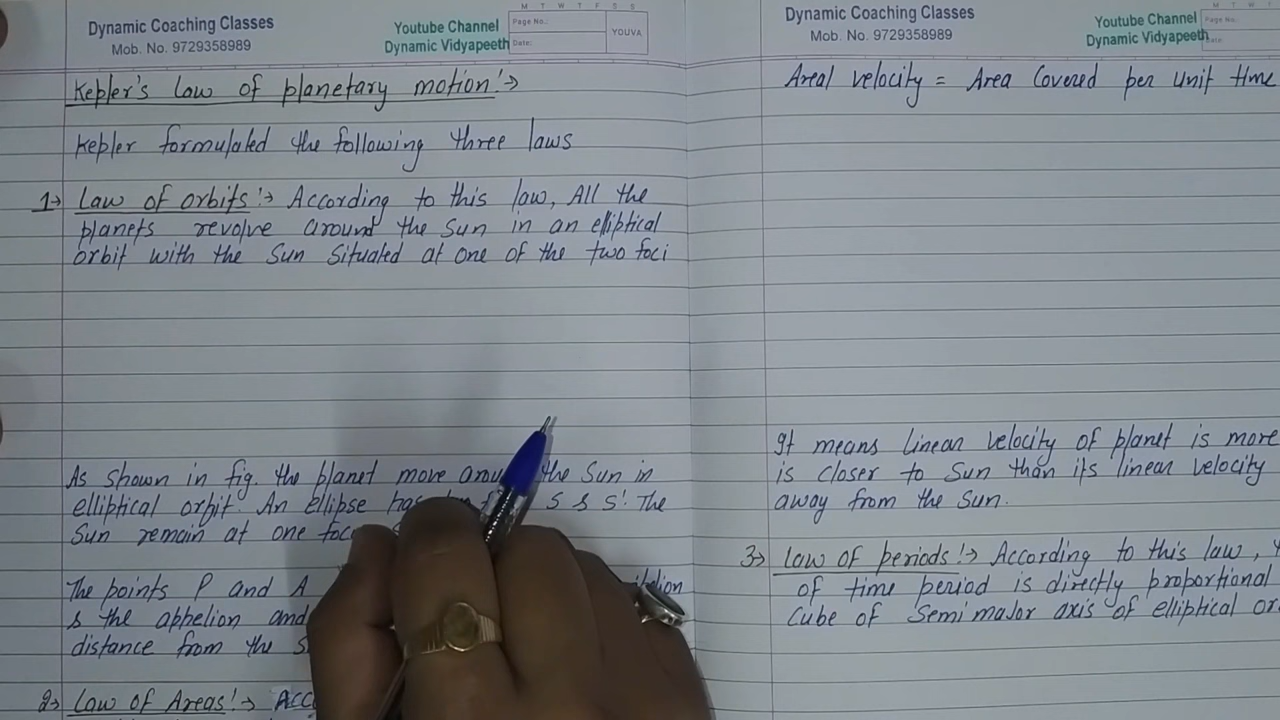 Dynamic Coaching Classes
Mob. No. 9729358989
Youtube Channel
Dynamic Vidyapeeth
M T W T F S S
Page No.:
Date:
YOUVA
Kepler's Law of planetary motion:→
Kepler formulated the following three laws
1→ Law of orbits:→ According to this law, All the
planets revolve around the Sun in an elliptical
orbit with the Sun Situated at one of the two foci
As shown in fig. the planet move around the Sun in
elliptical orbit. An ellipse has S & S'. The
Sun remain at one
The points P and A
& the aphelion and
distance from the
2→ Law of Areas:→
Dynamic Coaching Classes
Mob. No. 9729358989
Youtube Channel
Dynamic Vidyapeeth
M T W
Page No.:
Date:
Areal velocity = Area Covered per unit time
It means linear velocity of planet is more
is closer to Sun than its linear velocity
away from the Sun.
3→ Law of periods:→ According to this law,
of time period is directly proportional
Cube of Semi major axis of elliptical